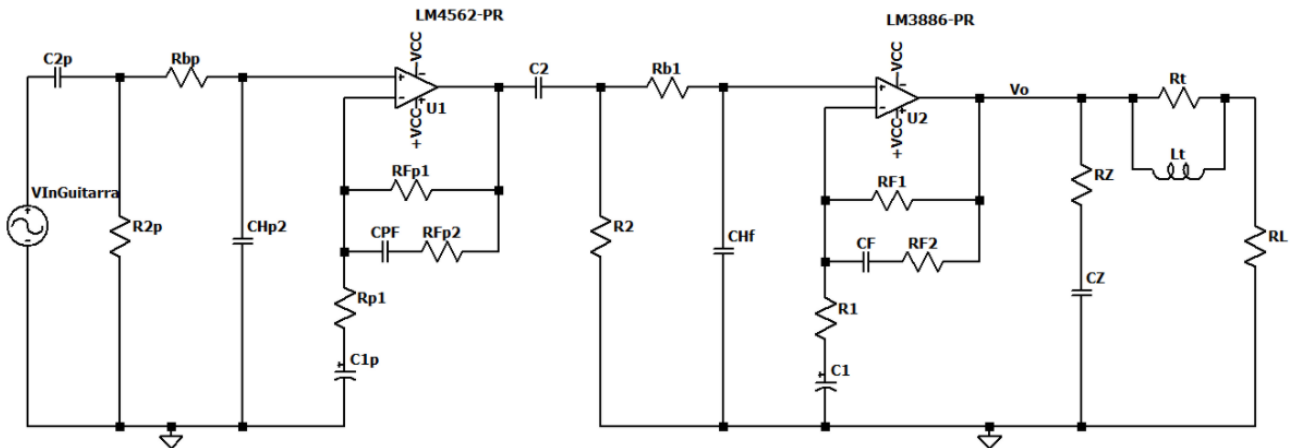 LM4562-PR
LM3886-PR
C2p
Rbp
-VCC
+
-
-
+
U1
+VCC
C2
Rb1
-VCC
+
-
-
+
U2
+VCC
Vo
Rt
Lt
VInGuitarra
+
-
R2p
CHp2
RFp1
CPF
RFp2
Rp1
+
C1p
R2
CHf
RF1
CF
RF2
R1
+
C1
RZ
CZ
RL